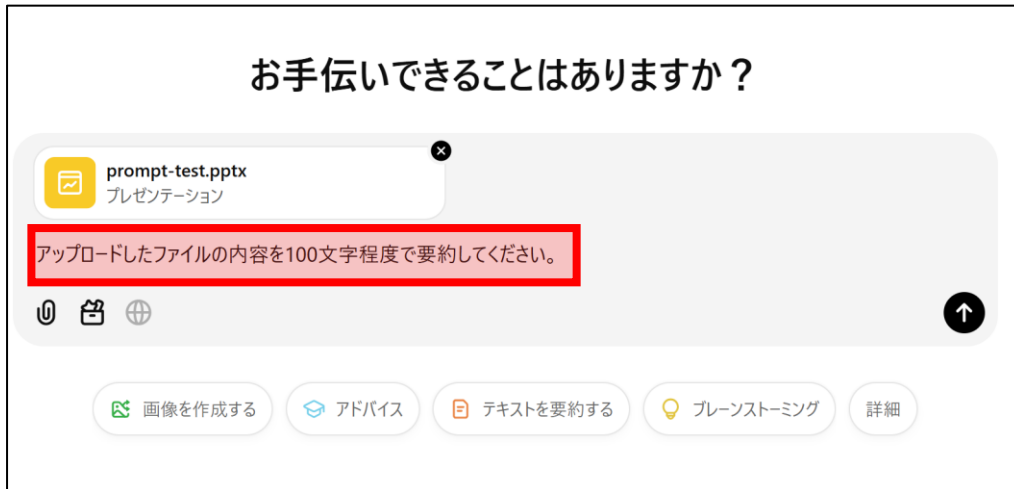 お手伝いできることはありますか？
prompt-test.pptx
プレゼンテーション
アップロードしたファイルの内容を100文字程度で要約してください。
画像を作成する
アドバイス
テキストを要約する
ブレーンストーミング
詳細